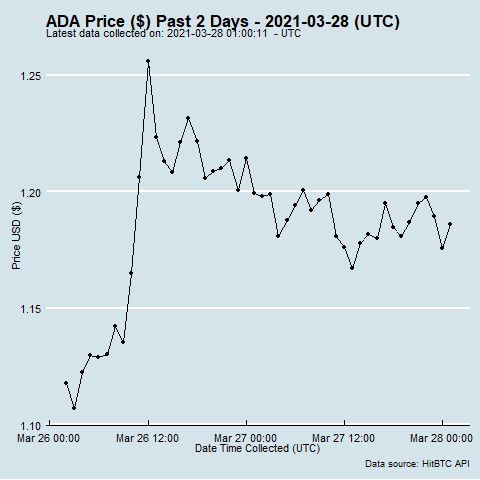 ADA Price ($) Past 2 Days - 2021-03-28 (UTC)
Latest data collected on: 2021-03-28 01:00:11  - UTC
1.25
1.20
1.15
1.10
Price USD ($)
Mar 26 00:00 Mar 26 12:00 Mar 27 00:00 Mar 27 12:00 Mar 28 00:00
Date Time Collected (UTC)
Data source: HitBTC API